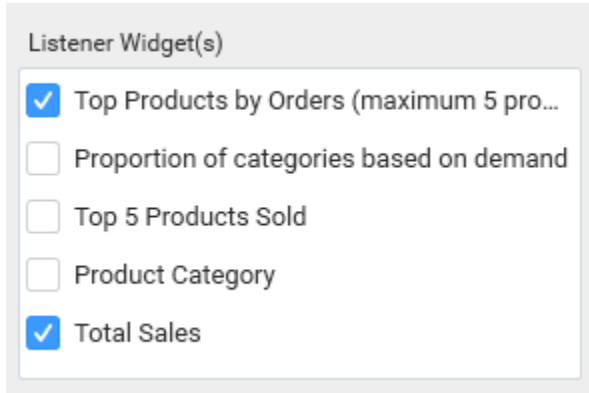 Listener Widget(s)
Top Products by Orders (maximum 5 pro...
Proportion of categories based on demand
Top 5 Products Sold
Product Category
Total Sales